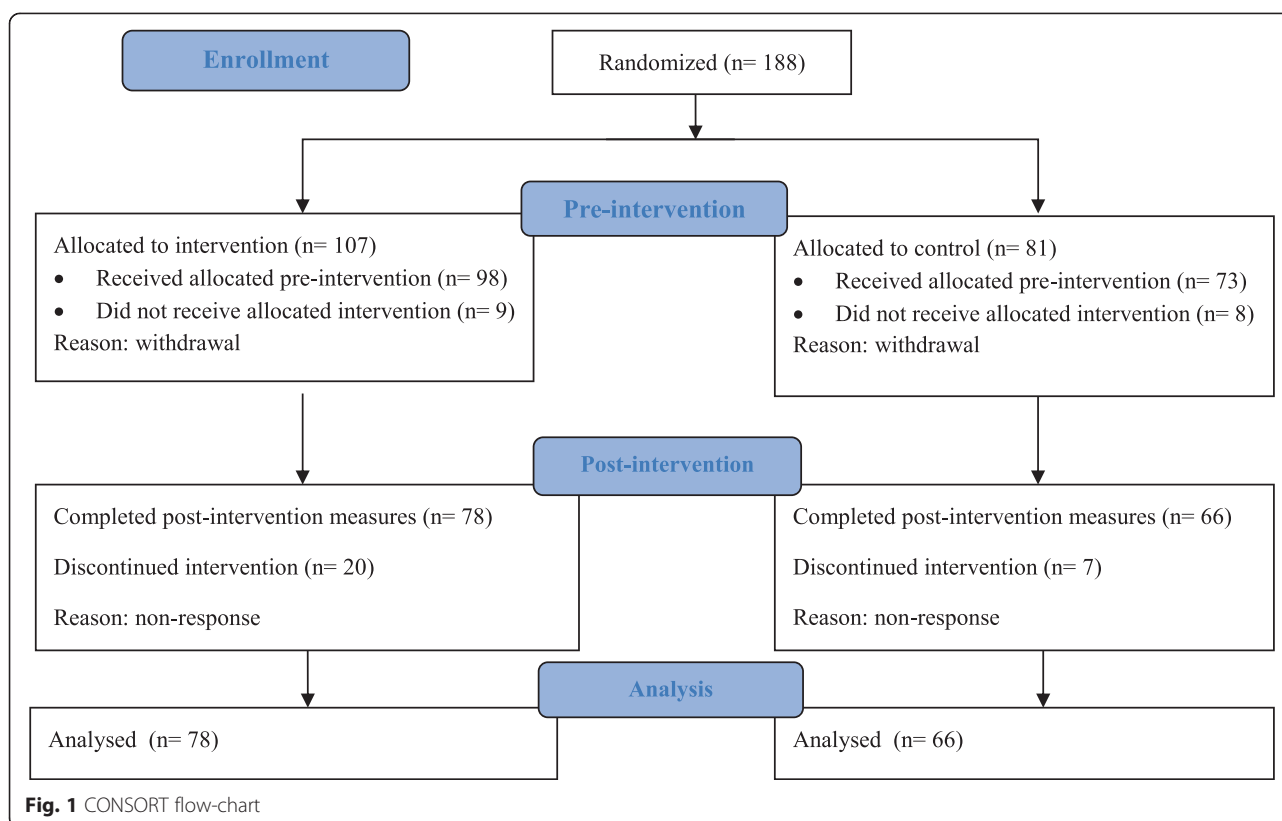 Enrollment
Randomized (n= 188)
Pre-intervention
Allocated to intervention (n= 107)
• Received allocated pre-intervention (n= 98)
• Did not receive allocated intervention (n= 9)
Reason: withdrawal
Allocated to control (n= 81)
• Received allocated pre-intervention (n= 73)
• Did not receive allocated intervention (n= 8)
Reason: withdrawal
Post-intervention
Completed post-intervention measures (n= 78)
Discontinued intervention (n= 20)
Reason: non-response
Completed post-intervention measures (n= 66)
Discontinued intervention (n= 7)
Reason: non-response
Analysis
Analysed (n= 78)
Analysed (n= 66)
Fig. 1 CONSORT flow-chart